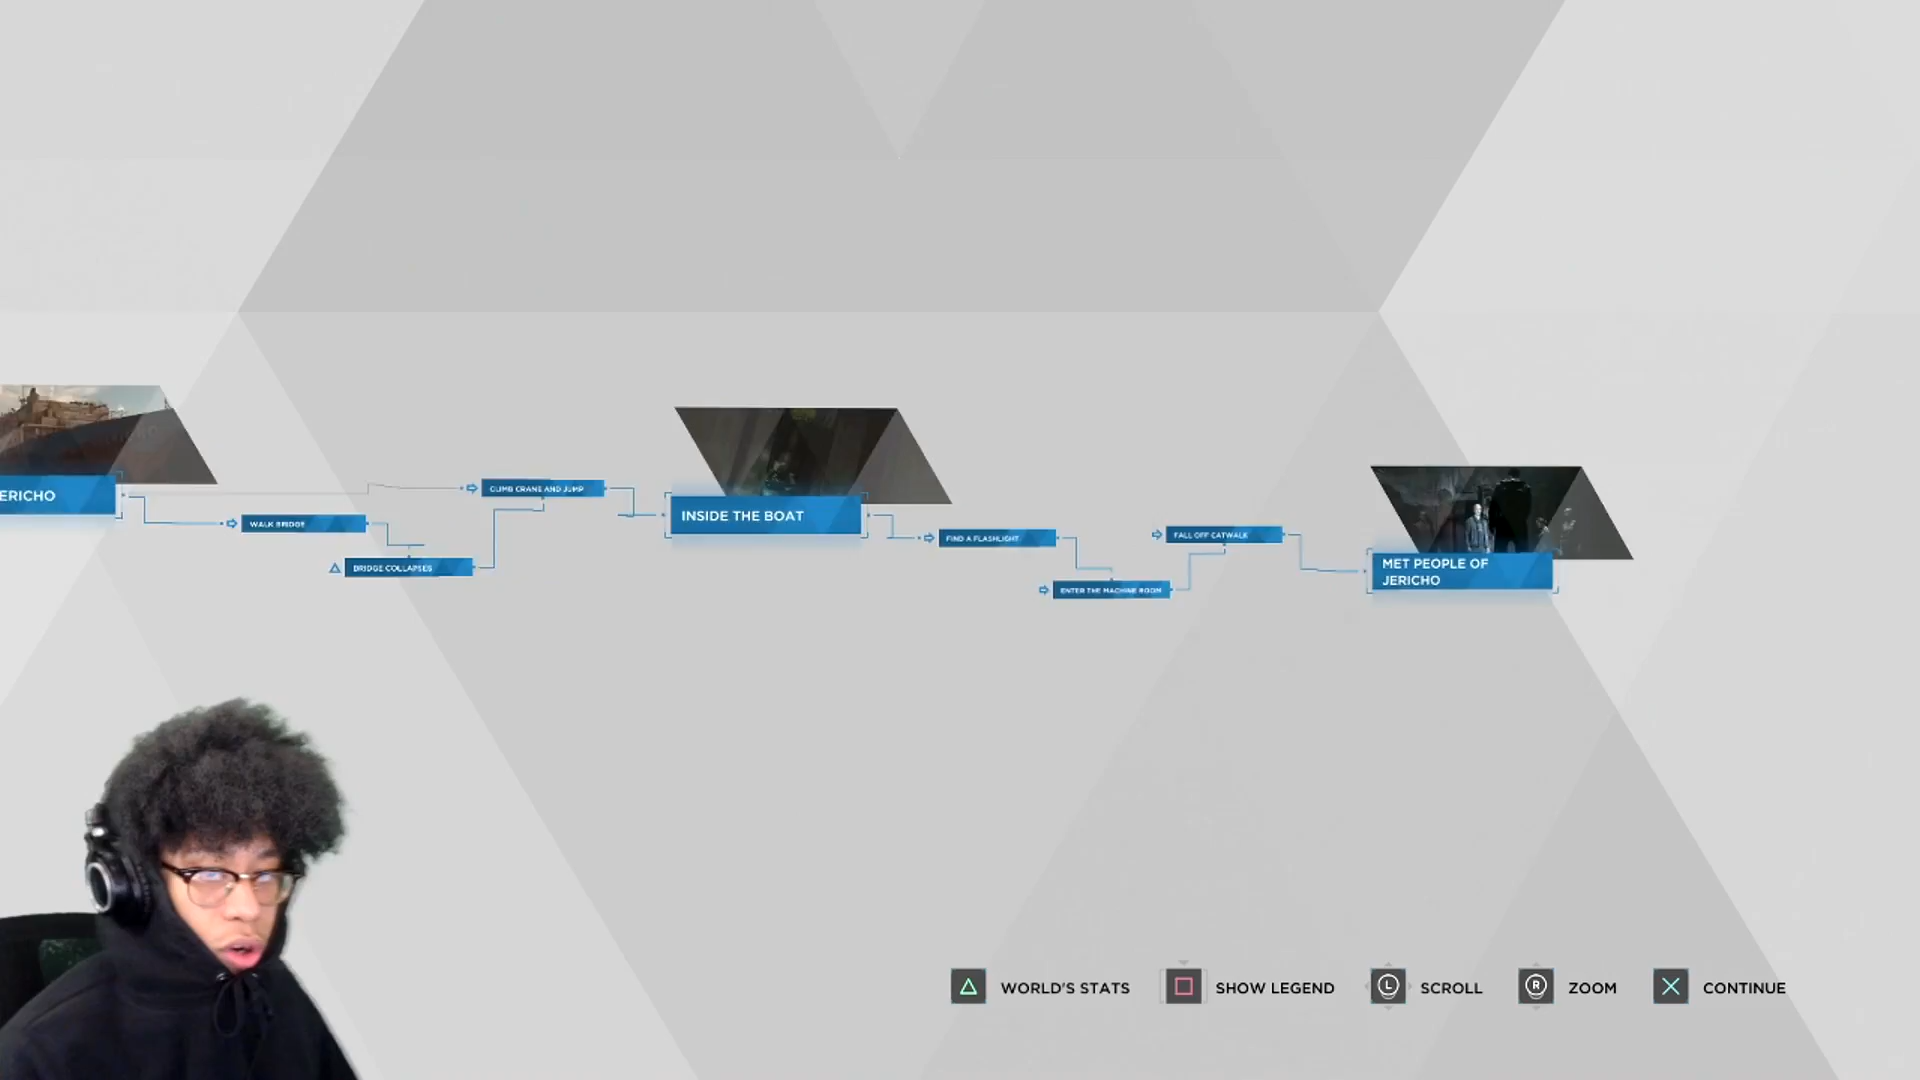 ERICHO
WALK BRIDGE
BRIDGE COLLAPSES
CLIMB CRANE AND JUMP
INSIDE THE BOAT
FIND A FLASHLIGHT
ENTER THE MACHINE ROOM
FALL OFF CATWALK
MET PEOPLE OF
JERICHO
WORLD'S STATS
SHOW LEGEND
L SCROLL
R ZOOM
CONTINUE